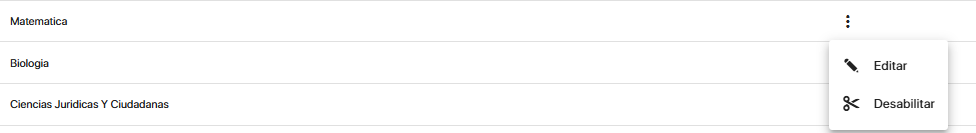 Matematica
Biologia
Editar
Ciencias Juridicas Y Ciudadanas
Desabilitar